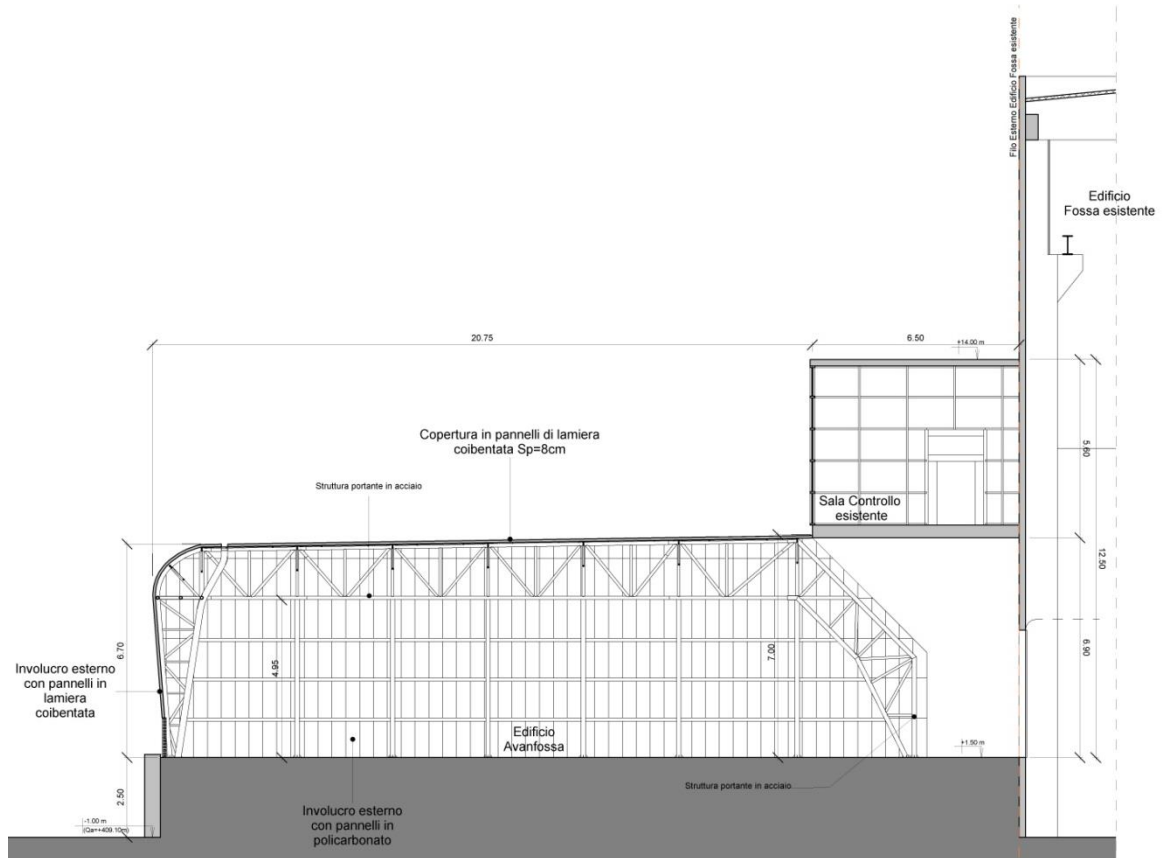 Filo Esterno Edificio Fossa esistente
Edificio
Fossa esistente
20.75
6.50
+14.00 m
Copertura in pannelli di lamiera
coibentata Sp=8cm
Struttura portante in acciaio
5.60
12.50
Sala Controllo
esistente
6.70
4.95
7.00
6.90
Involucro esterno
con pannelli in
lamiera
coibentata
Edificio
Avanfossa
+1.50 m
Struttura portante in acciaio
2.50
Involucro esterno
con pannelli in
policarbonato
-1.00 m
(Qa=+409.10m)